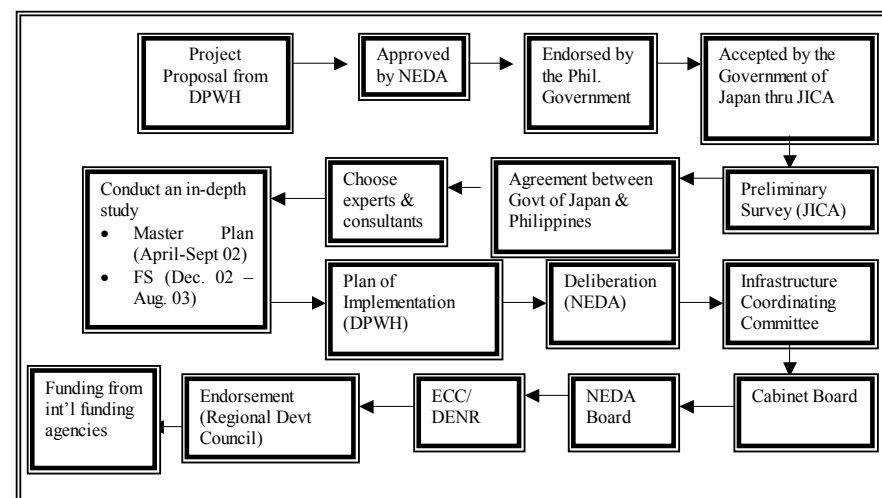 Project
Proposal from
DPWH
Approved
by NEDA
Endorsed by
the Phil.
Government
Accepted by the
Government of
Japan thru JICA
Preliminary
Survey (JICA)
Agreement between
Govt of Japan &
Philippines
Choose
experts &
consultants
Conduct an in-depth
study
• Master Plan
(April-Sept 02)
• FS (Dec. 02 –
Aug. 03)
Plan of
Implementation
(DPWH)
Deliberation
(NEDA)
Infrastructure
Coordinating
Committee
Cabinet Board
NEDA
Board
ECC/
DENR
Endorsement
(Regional Devt
Council)
Funding from
int'l funding
agencies